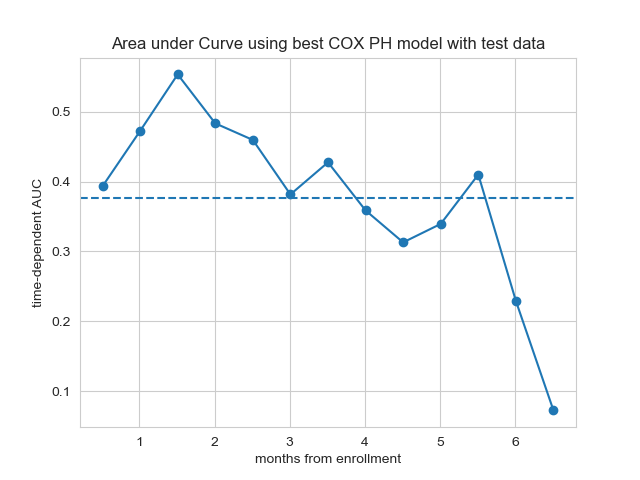 Area under Curve using best COX PH model with test data
time-dependent AUC
0.5
0.4
0.3
0.2
0.1
1 2 3 4 5 6
months from enrollment